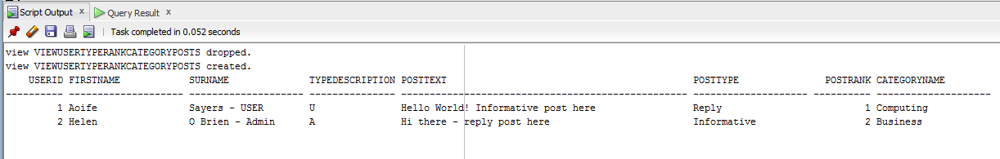 Script Output x Query Result x
Task completed in 0.052 seconds
view VIEWUSERTYPERANKCATEGORYPOSTS dropped.
view VIEWUSERTYPERANKCATEGORYPOSTS created.
USERID FIRSTNAME SURNAME TYPEDESCRIPTION POSTTEXT POSTTYPE POSTRANK CATEGORYNAME
1 Aoife Sayers - USER U Hello World! Informative post here Reply 1 Computing
2 Helen O Brien - Admin A Hi there - reply post here Informative 2 Business